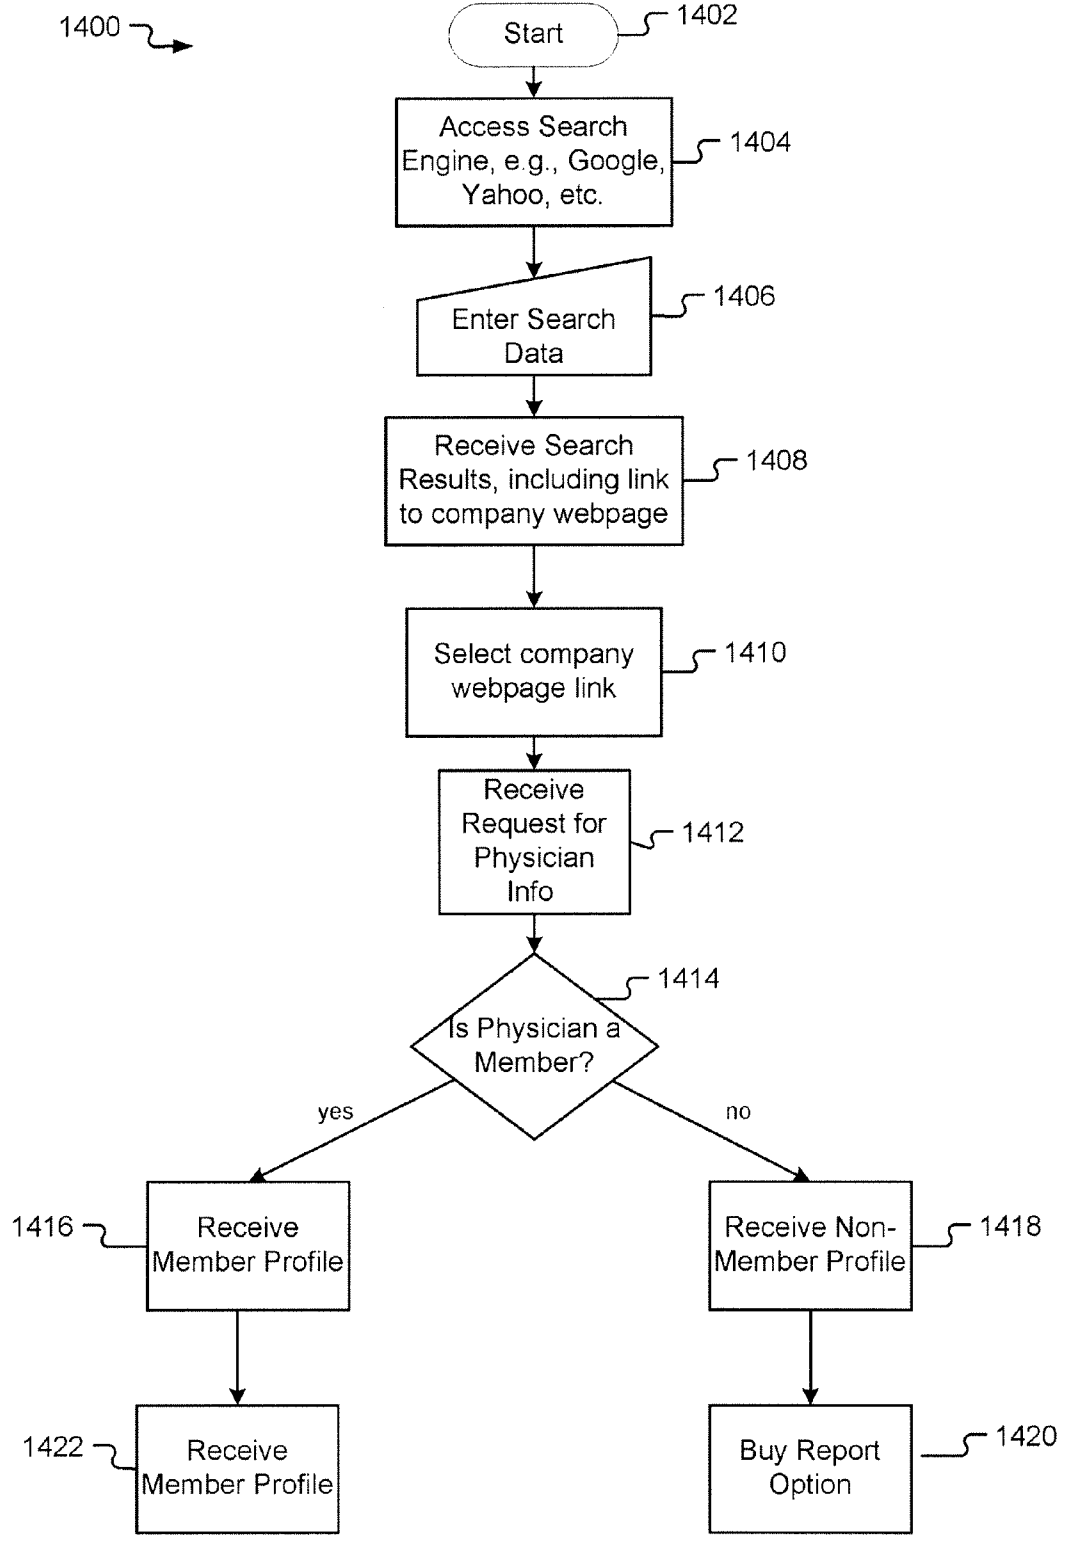 1400
Start
1402
Access Search
Engine, e.g., Google,
Yahoo, etc.
1404
Enter Search
Data
1406
Receive Search
Results, including link
to company webpage
1408
Select company
webpage link
1410
Receive
Request for
Physician
Info
1412
Is Physician a
Member?
1414
yes
no
1416
Receive
Member Profile
Receive Non-
Member Profile
1418
1422
Receive
Member Profile
Buy Report
Option
1420